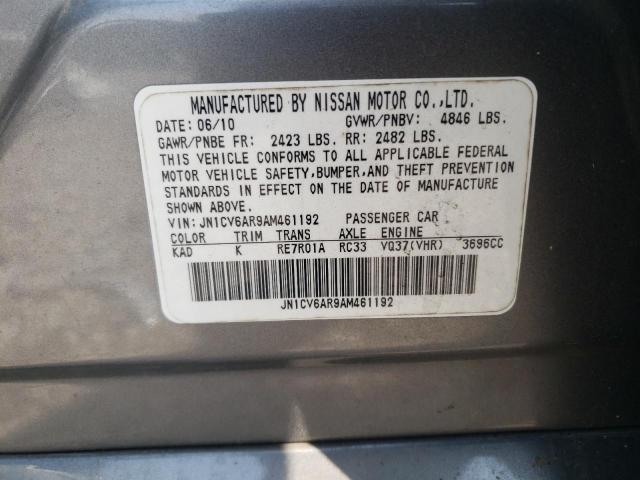 MANUFACTURED BY NISSAN MOTOR CO.,LTD.
DATE: 06/10 GVWR/PNBV: 4846 LBS.
GAWR/PNBE FR: 2423 LBS. RR: 2482 LBS.
THIS VEHICLE CONFORMS TO ALL APPLICABLE FEDERAL
MOTOR VEHICLE SAFETY, BUMPER, AND THEFT PREVENTION
STANDARDS IN EFFECT ON THE DATE OF MANUFACTURE
SHOWN ABOVE.
VIN: JN1CV6AR9AM461192 PASSENGER CAR
COLOR TRIM TRANS AXLE ENGINE
KAD K RE7R01A RC33 VQ37(VHR) 3696CC
JN1CV6AR9AM461192